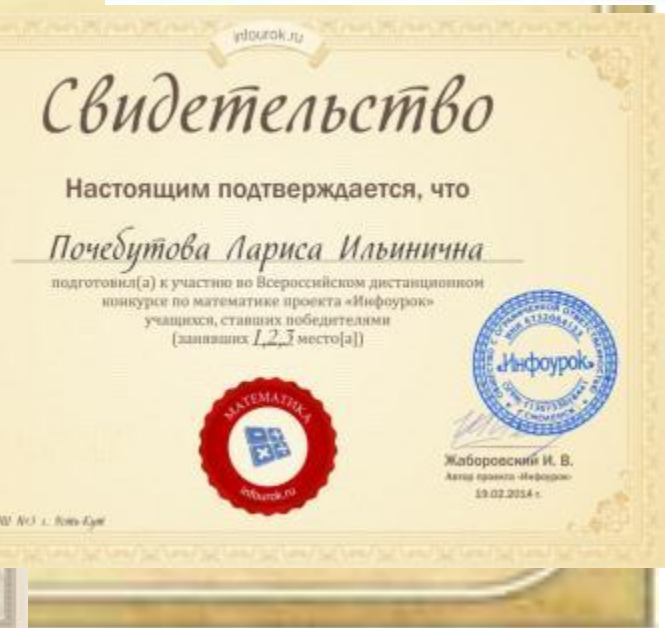 infourok.ru
Свидетельство
Настоящим подтверждается, что
Почебутова Лариса Ильинична
подготовил(а) к участию во Всероссийском дистанционном
конкурсе по математике проекта «Инфоурок»
учащихся, ставших победителями
(занявших 1,2,3 место[а])
«Инфоурок»
МАТЕМАТИКА
infourok.ru
Жаборовский И. В.
Автор проекта «Инфоурок»
19.02.2014 г.
№3 г. Усть-Кут